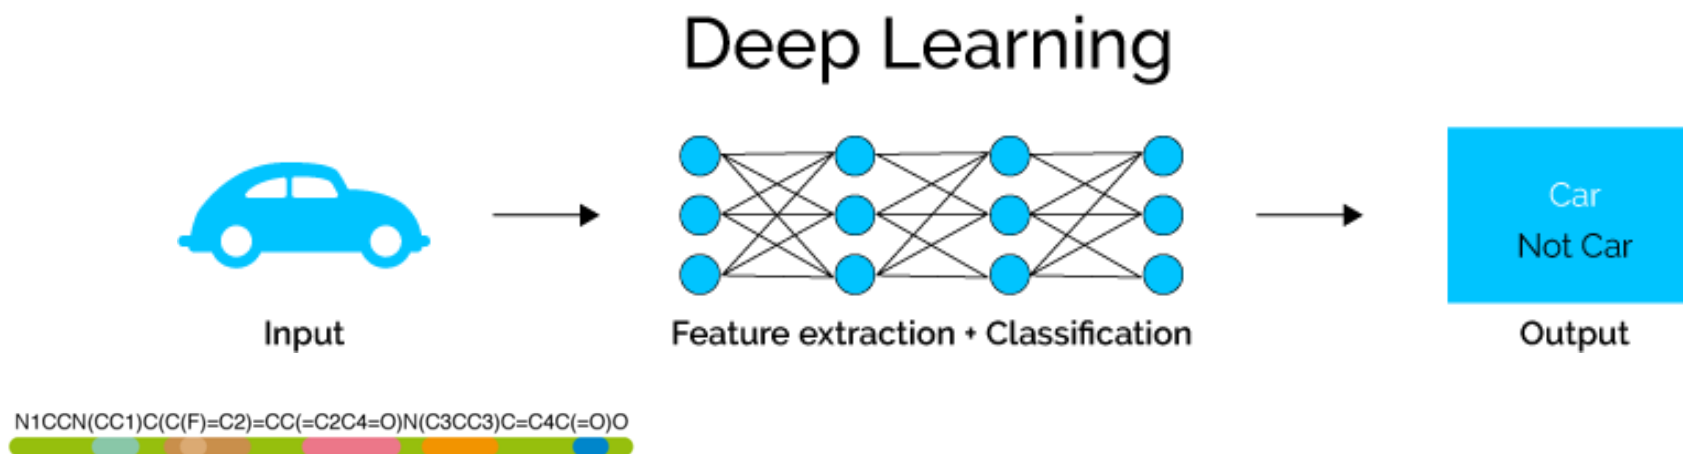 Deep Learning
Car
Not Car
Input
Feature extraction + Classification
Output
N1CCN(CC1)C(C(F)=C2)=CC(=C2C4=O)N(C3CC3)C=C4C(=O)O